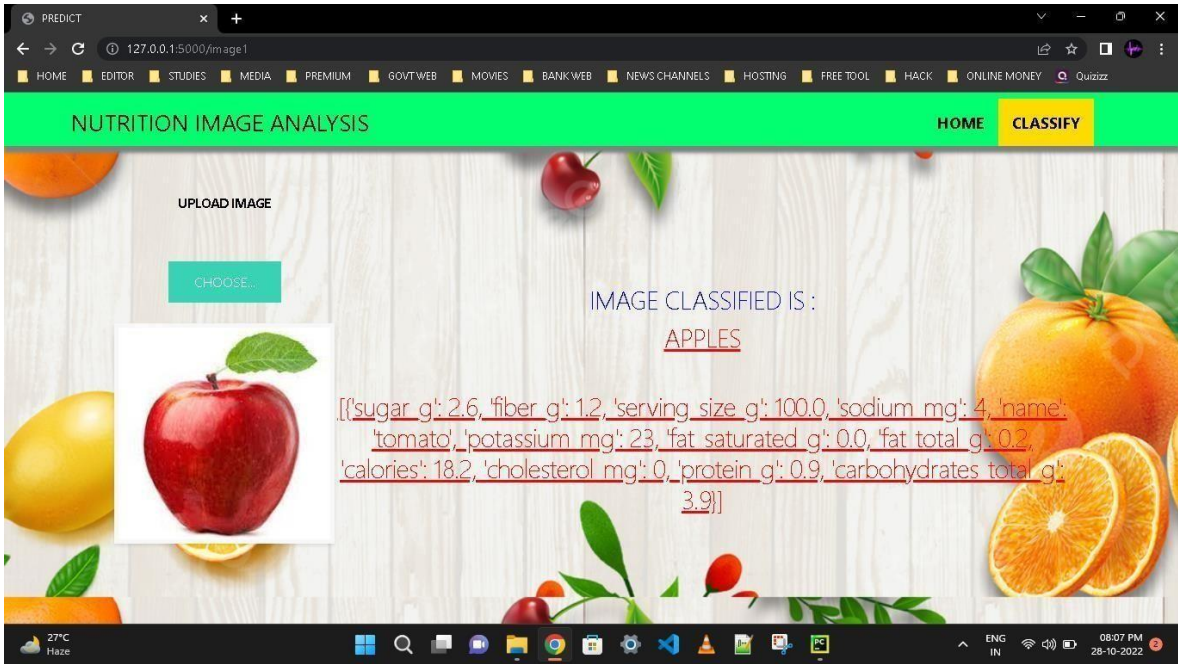 PREDICT
127.0.0.1:5000/image1
HOME EDITOR STUDIES MEDIA PREMIUM GOVT WEB MOVIES BANK WEB NEWS CHANNELS HOSTING FREE TOOL HACK ONLINE MONEY Quizizz
NUTRITION IMAGE ANALYSIS HOME CLASSIFY
UPLOAD IMAGE
CHOOSE...
IMAGE CLASSIFIED IS :
APPLES
[{'sugar_g': 2.6, 'fiber_g': 1.2, 'serving_size_g': 100.0, 'sodium_mg': 4, 'name':
'tomato', 'potassium_mg': 23, 'fat_saturated_g': 0.0, 'fat_total_g': 0.2,
'calories': 18.2, 'cholesterol_mg': 0, 'protein_g': 0.9, 'carbohydrates_total_g':
3.9}]
27°C
Haze
ENG
IN
08:07 PM
28-10-2022
2